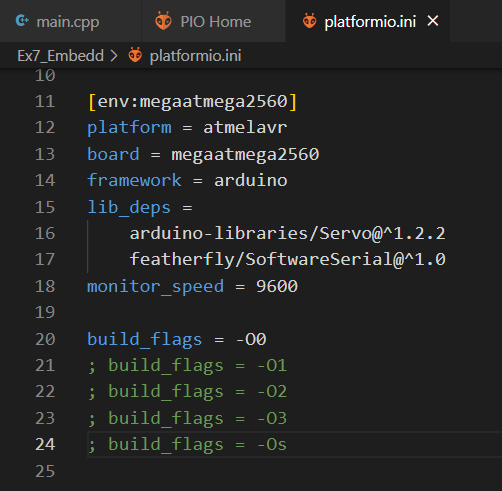 main.cpp PIO Home platformio.ini ×
Ex7_Embedd > platformio.ini
10
11 [env:megaatmega2560]
12 platform = atmelavr
13 board = megaatmega2560
14 framework = arduino
15 lib_deps =
16 arduino-libraries/Servo@^1.2.2
17 featherfly/SoftwareSerial@^1.0
18 monitor_speed = 9600
19
20 build_flags = -O0
21 ; build_flags = -O1
22 ; build_flags = -O2
23 ; build_flags = -O3
24 ; build_flags = -Os
25